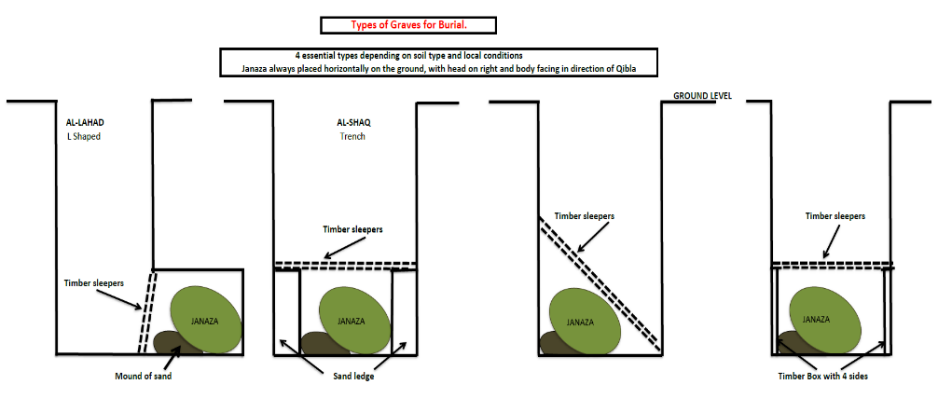 Types of Graves for Burial.
4 essential types depending on soil type and local conditions
Janaza always placed horizontally on the ground, with head on right and body facing in direction of Qibla
GROUND LEVEL
AL-LAHAD
L Shaped
AL-SHAQ
Trench
Timber sleepers
Timber sleepers
Timber sleepers
Timber sleepers
JANAZA
JANAZA
JANAZA
JANAZA
Mound of sand
Sand ledge
Timber Box with 4 sides